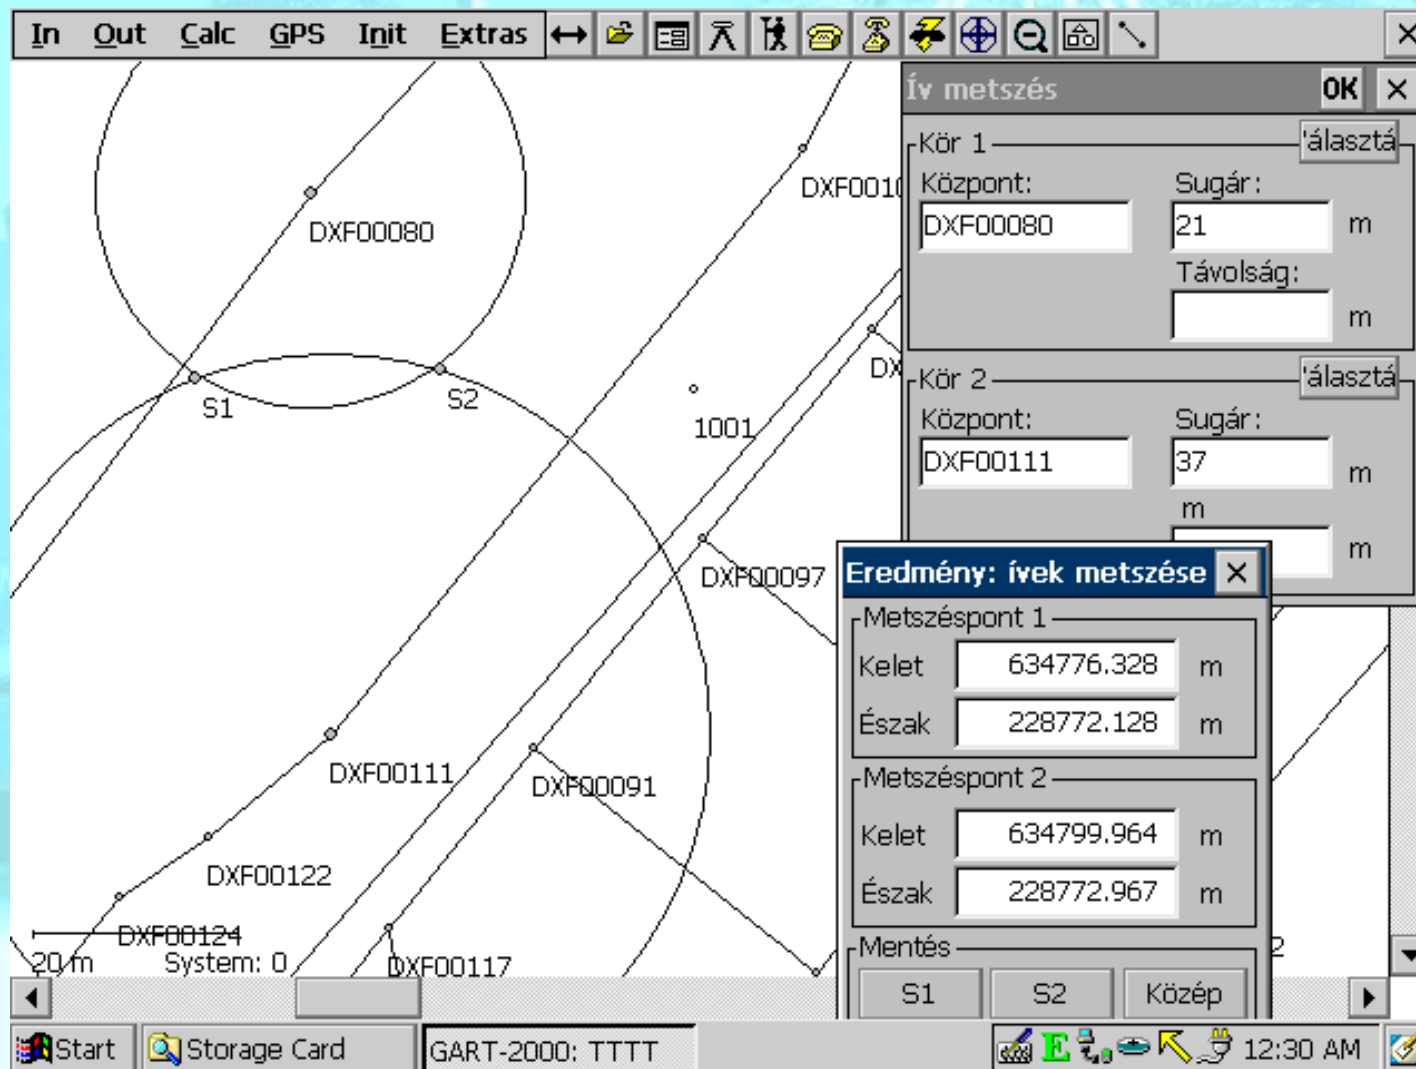 In Out Calc GPS Init Extras
Ív metszés OK
Kör 1 'álasztá
Központ: Sugár:
DXF00080 21 m
Távolság:
m
Kör 2 'álasztá
Központ: Sugár:
DXF00111 37 m
m
m
DXF00080
S1
S2
1001
DXF00097
DXF00111
DXF00091
DXF00122
DXF00124
20 m System: 0
DXF00117
Eredmény: ívek metszése
Metszéspont 1
Kelet 634776.328 m
Észak 228772.128 m
Metszéspont 2
Kelet 634799.964 m
Észak 228772.967 m
Mentés
S1 S2 Közép
Start Storage Card GART-2000: TTTT E 12:30 AM